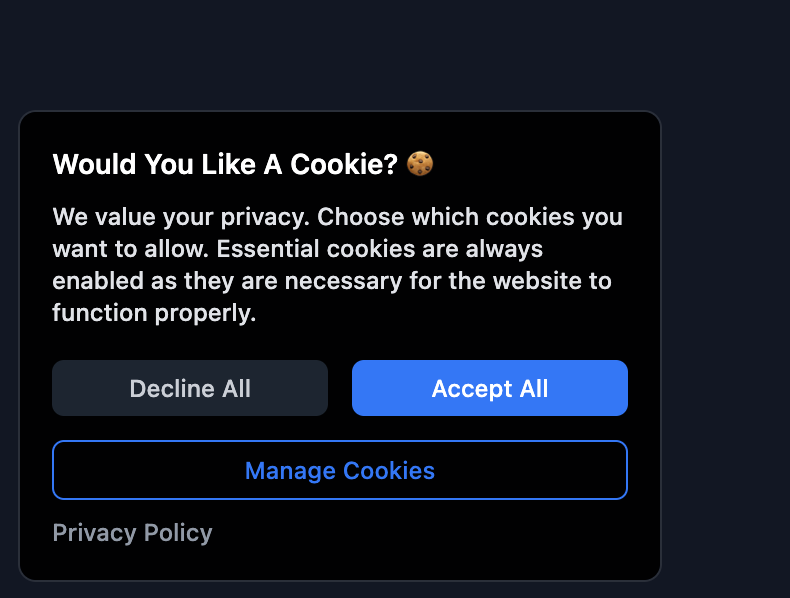 Would You Like A Cookie? 🍪
We value your privacy. Choose which cookies you
want to allow. Essential cookies are always
enabled as they are necessary for the website to
function properly.
Decline All
Accept All
Manage Cookies
Privacy Policy